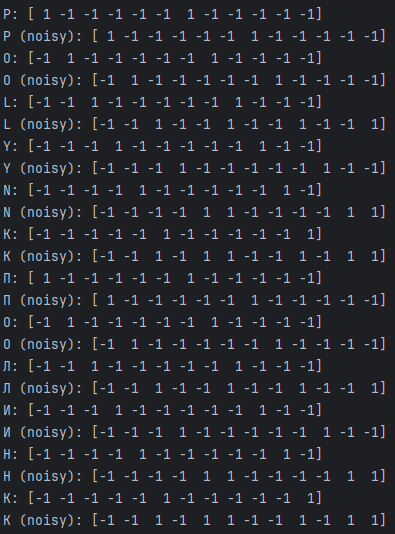 P: [ 1 -1 -1 -1 -1 -1  1 -1 -1 -1 -1 -1]
P (noisy): [ 1 -1 -1 -1 -1 -1  1 -1 -1 -1 -1 -1]
O: [-1  1 -1 -1 -1 -1 -1  1 -1 -1 -1 -1]
O (noisy): [-1  1 -1 -1 -1 -1 -1  1 -1 -1 -1 -1]
L: [-1 -1  1 -1 -1 -1 -1 -1  1 -1 -1 -1]
L (noisy): [-1 -1  1 -1 -1  1 -1 -1  1 -1 -1  1]
Y: [-1 -1 -1  1 -1 -1 -1 -1 -1  1 -1 -1]
Y (noisy): [-1 -1 -1  1 -1 -1 -1 -1 -1  1 -1 -1]
N: [-1 -1 -1 -1  1 -1 -1 -1 -1 -1  1 -1]
N (noisy): [-1 -1 -1 -1  1  1 -1 -1 -1 -1  1  1]
K: [-1 -1 -1 -1 -1  1 -1 -1 -1 -1 -1  1]
K (noisy): [-1 -1  1 -1  1  1 -1 -1  1 -1  1  1]
П: [ 1 -1 -1 -1 -1 -1  1 -1 -1 -1 -1 -1]
П (noisy): [ 1 -1 -1 -1 -1 -1  1 -1 -1 -1 -1 -1]
О: [-1  1 -1 -1 -1 -1 -1  1 -1 -1 -1 -1]
О (noisy): [-1  1 -1 -1 -1 -1 -1  1 -1 -1 -1 -1]
Л: [-1 -1  1 -1 -1 -1 -1 -1  1 -1 -1 -1]
Л (noisy): [-1 -1  1 -1 -1  1 -1 -1  1 -1 -1  1]
И: [-1 -1 -1  1 -1 -1 -1 -1 -1  1 -1 -1]
И (noisy): [-1 -1 -1  1 -1 -1 -1 -1 -1  1 -1 -1]
Н: [-1 -1 -1 -1  1 -1 -1 -1 -1 -1  1 -1]
Н (noisy): [-1 -1 -1 -1  1  1 -1 -1 -1 -1  1  1]
К: [-1 -1 -1 -1 -1  1 -1 -1 -1 -1 -1  1]
К (noisy): [-1 -1  1 -1  1  1 -1 -1  1 -1  1  1]